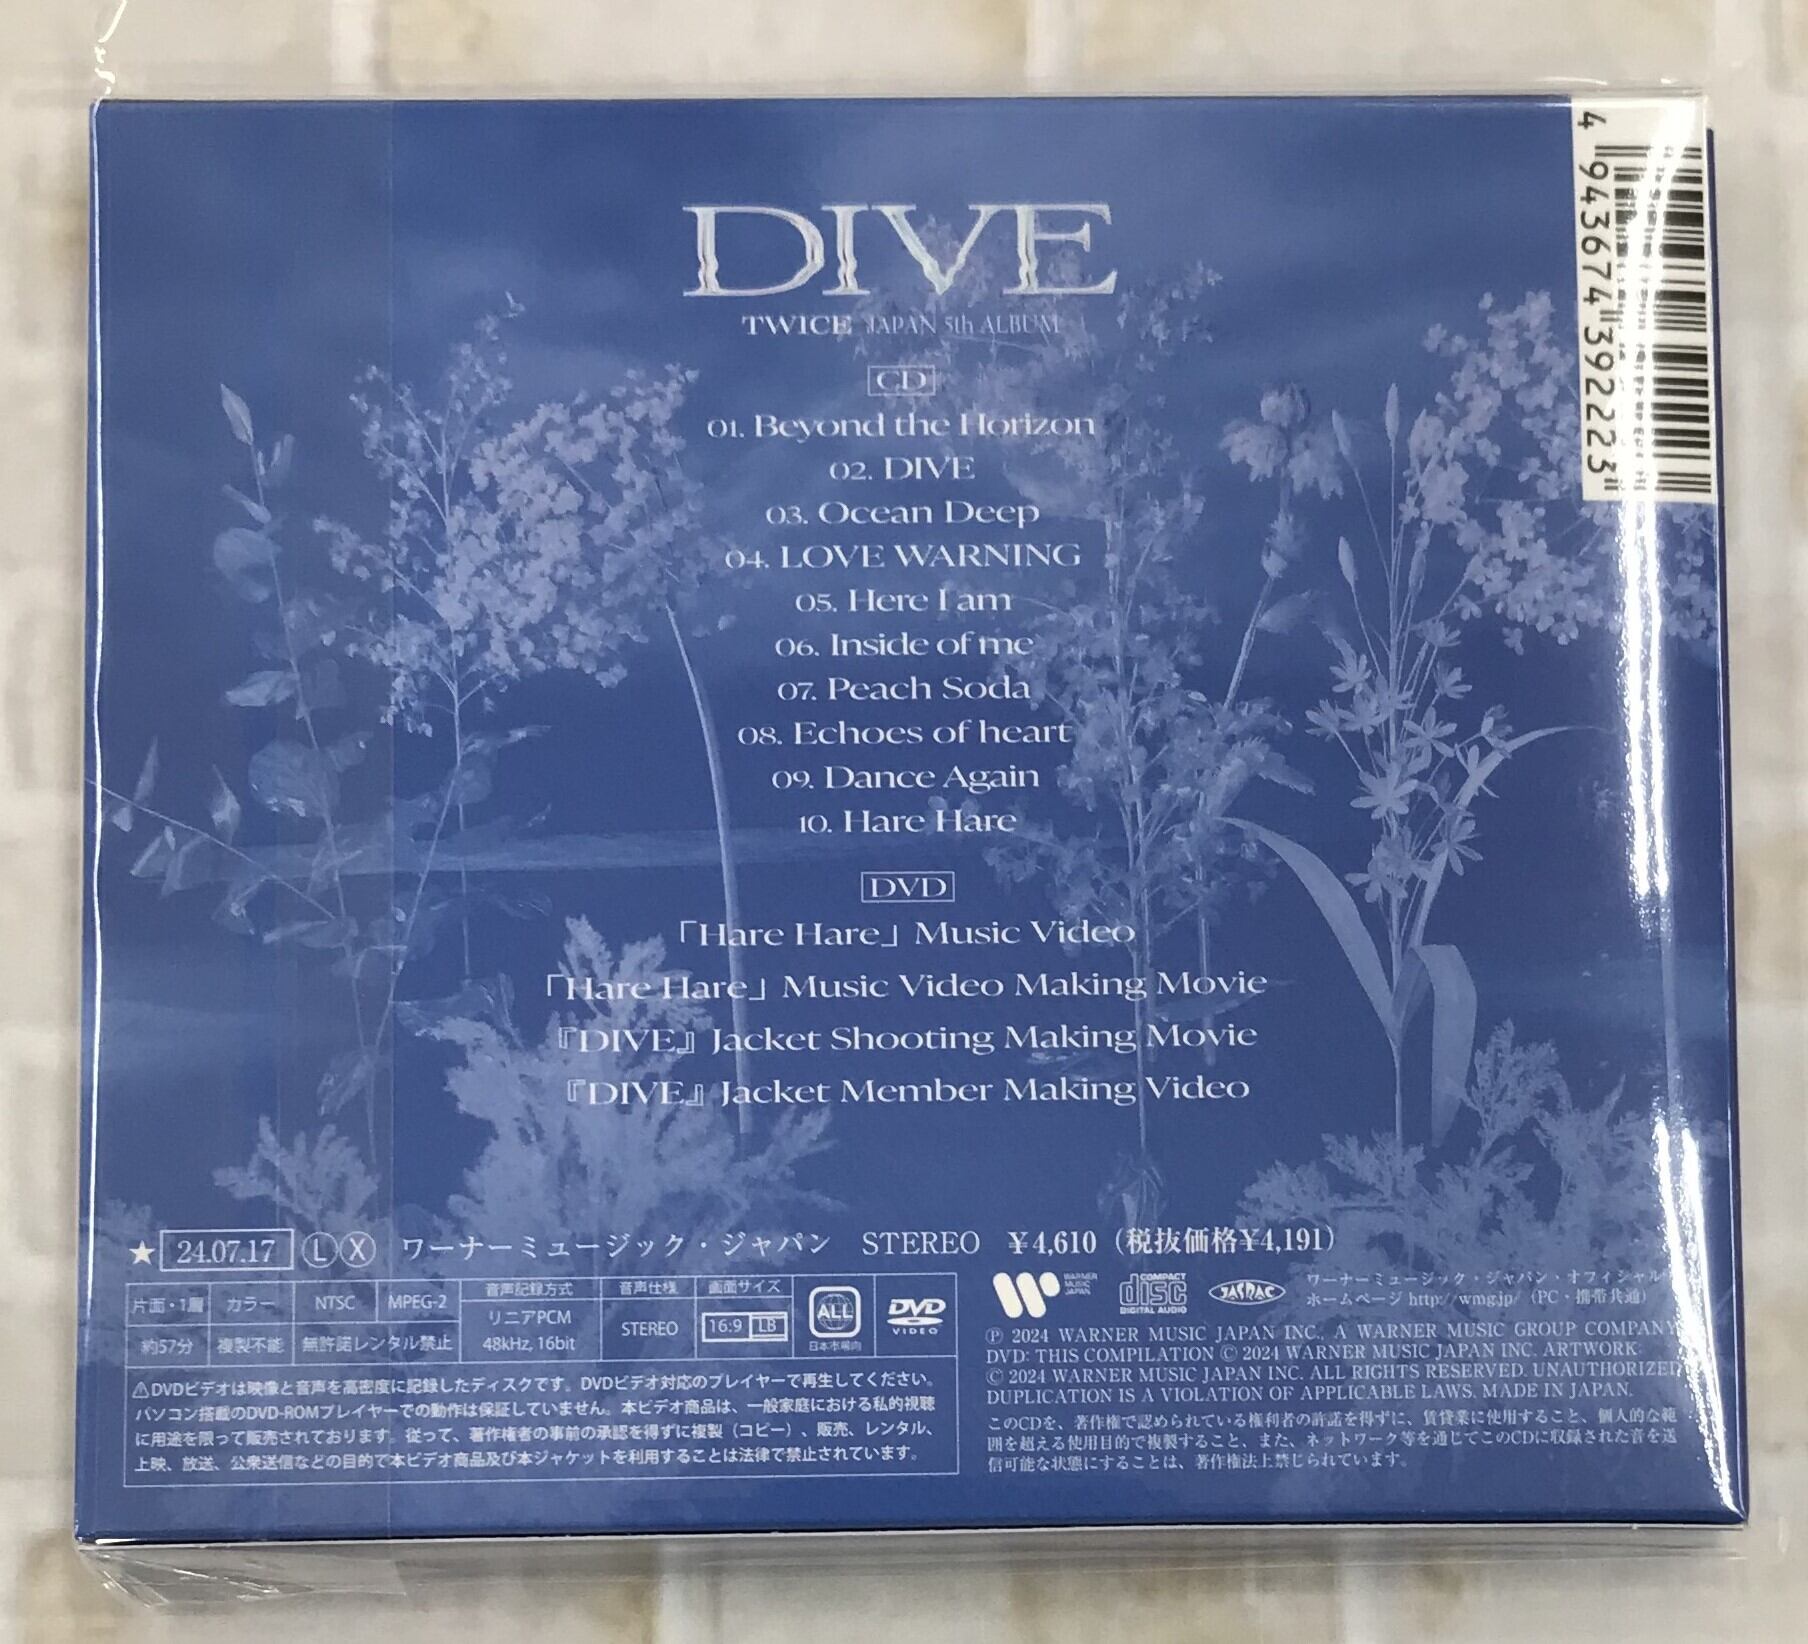 DIVE
TWICE JAPAN 5th ALBUM
CD
01. Beyond the Horizon
02. DIVE
03. Ocean Deep
04. LOVE WARNING
05. Here I am
06. Inside of me
07. Peach Soda
08. Echoes of heart
09. Dance Again
10. Hare Hare
DVD
「Hare Hare」Music Video
「Hare Hare」Music Video Making Movie
『DIVE』Jacket Shooting Making Movie
『DIVE』Jacket Member Making Video
4 943674 392223
★ 24.07.17 Ⓛ Ⓧ ワーナーミュージック・ジャパン STEREO ¥4,610（税抜価格¥4,191）
片面・1層 カラー NTSC MPEG-2
約57分 複製不能 無許諾レンタル禁止
音声記録方式
リニアPCM
48kHz, 16bit
音声仕様
STEREO
画面サイズ
16:9 LB
ALL
日本市場向
DVD
VIDEO
WARNER
MUSIC
JAPAN
COMPACT
disc
DIGITAL AUDIO
JASRAC
ワーナーミュージック・ジャパン・オフィシャル
ホームページ http://wmg.jp/（PC・携帯共通）
⚠DVDビデオは映像と音声を高密度に記録したディスクです。DVDビデオ対応のプレイヤーで再生してください。
パソコン搭載のDVD-ROMプレイヤーでの動作は保証していません。本ビデオ商品は、一般家庭における私的視聴
に用途を限って販売されております。従って、著作権者の事前の承認を得ずに複製（コピー）、販売、レンタル、
上映、放送、公衆送信などの目的で本ビデオ商品及び本ジャケットを利用することは法律で禁止されています。
Ⓟ 2024 WARNER MUSIC JAPAN INC., A WARNER MUSIC GROUP COMPANY
DVD: THIS COMPILATION © 2024 WARNER MUSIC JAPAN INC. ARTWORK:
© 2024 WARNER MUSIC JAPAN INC. ALL RIGHTS RESERVED. UNAUTHORIZED
DUPLICATION IS A VIOLATION OF APPLICABLE LAWS. MADE IN JAPAN.
このCDを、著作権で認められている権利者の許諾を得ずに、賃貸業に使用すること、個人的な範
囲を超える使用目的で複製すること、また、ネットワーク等を通じてこのCDに収録された音を送
信可能な状態にすることは、著作権法上禁じられています。